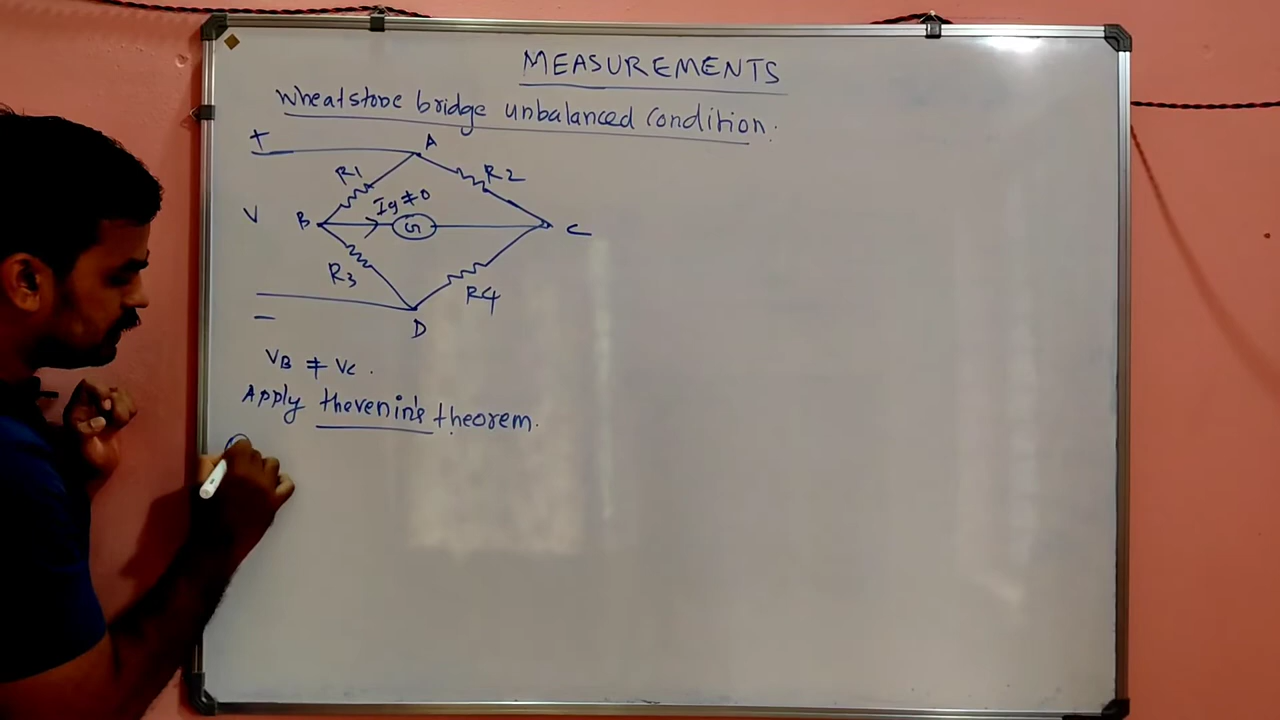 MEASUREMENTS
Wheatstone bridge unbalanced condition.
+
A
R1
R2
Ig ≠ 0
V
B
G
C
R3
R4
−
D
VB ≠ VC .
Apply thevenin's theorem.